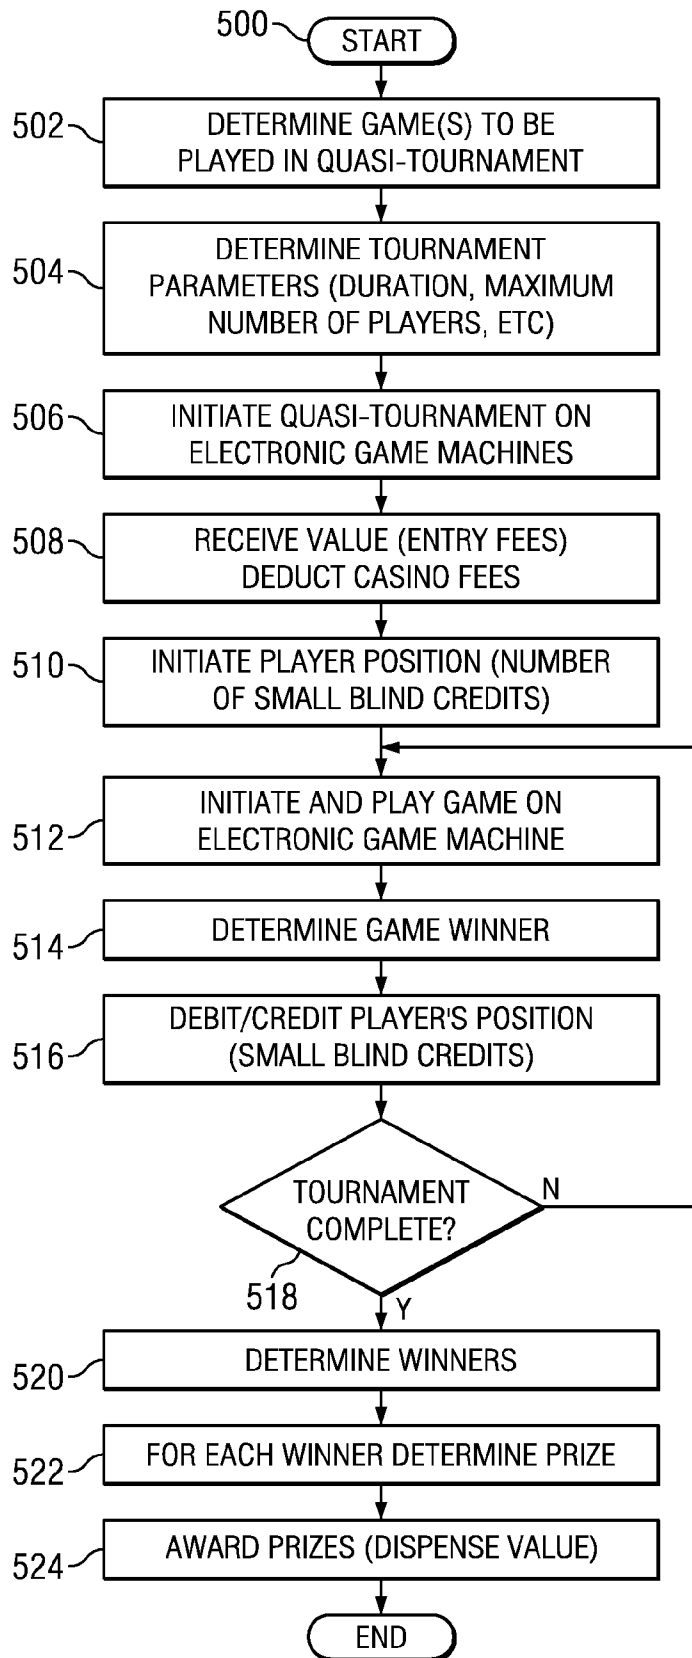 500
START
502
DETERMINE GAME(S) TO BE
PLAYED IN QUASI-TOURNAMENT
504
DETERMINE TOURNAMENT
PARAMETERS (DURATION, MAXIMUM
NUMBER OF PLAYERS, ETC)
506
INITIATE QUASI-TOURNAMENT ON
ELECTRONIC GAME MACHINES
508
RECEIVE VALUE (ENTRY FEES)
DEDUCT CASINO FEES
510
INITIATE PLAYER POSITION (NUMBER
OF SMALL BLIND CREDITS)
512
INITIATE AND PLAY GAME ON
ELECTRONIC GAME MACHINE
514
DETERMINE GAME WINNER
516
DEBIT/CREDIT PLAYER'S POSITION
(SMALL BLIND CREDITS)
TOURNAMENT
COMPLETE?
N
518
Y
520
DETERMINE WINNERS
522
FOR EACH WINNER DETERMINE PRIZE
524
AWARD PRIZES (DISPENSE VALUE)
END